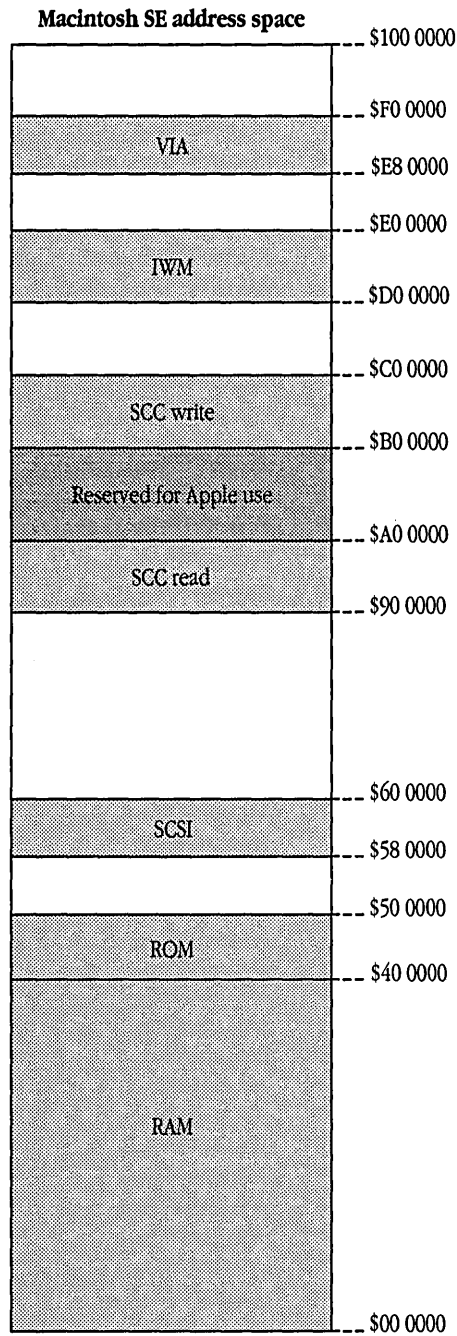 Macintosh SE address space
$100 0000
$F0 0000
VIA
$E8 0000
$E0 0000
IWM
$D0 0000
$C0 0000
SCC write
$B0 0000
Reserved for Apple use
$A0 0000
SCC read
$90 0000
$60 0000
SCSI
$58 0000
$50 0000
ROM
$40 0000
RAM
$00 0000